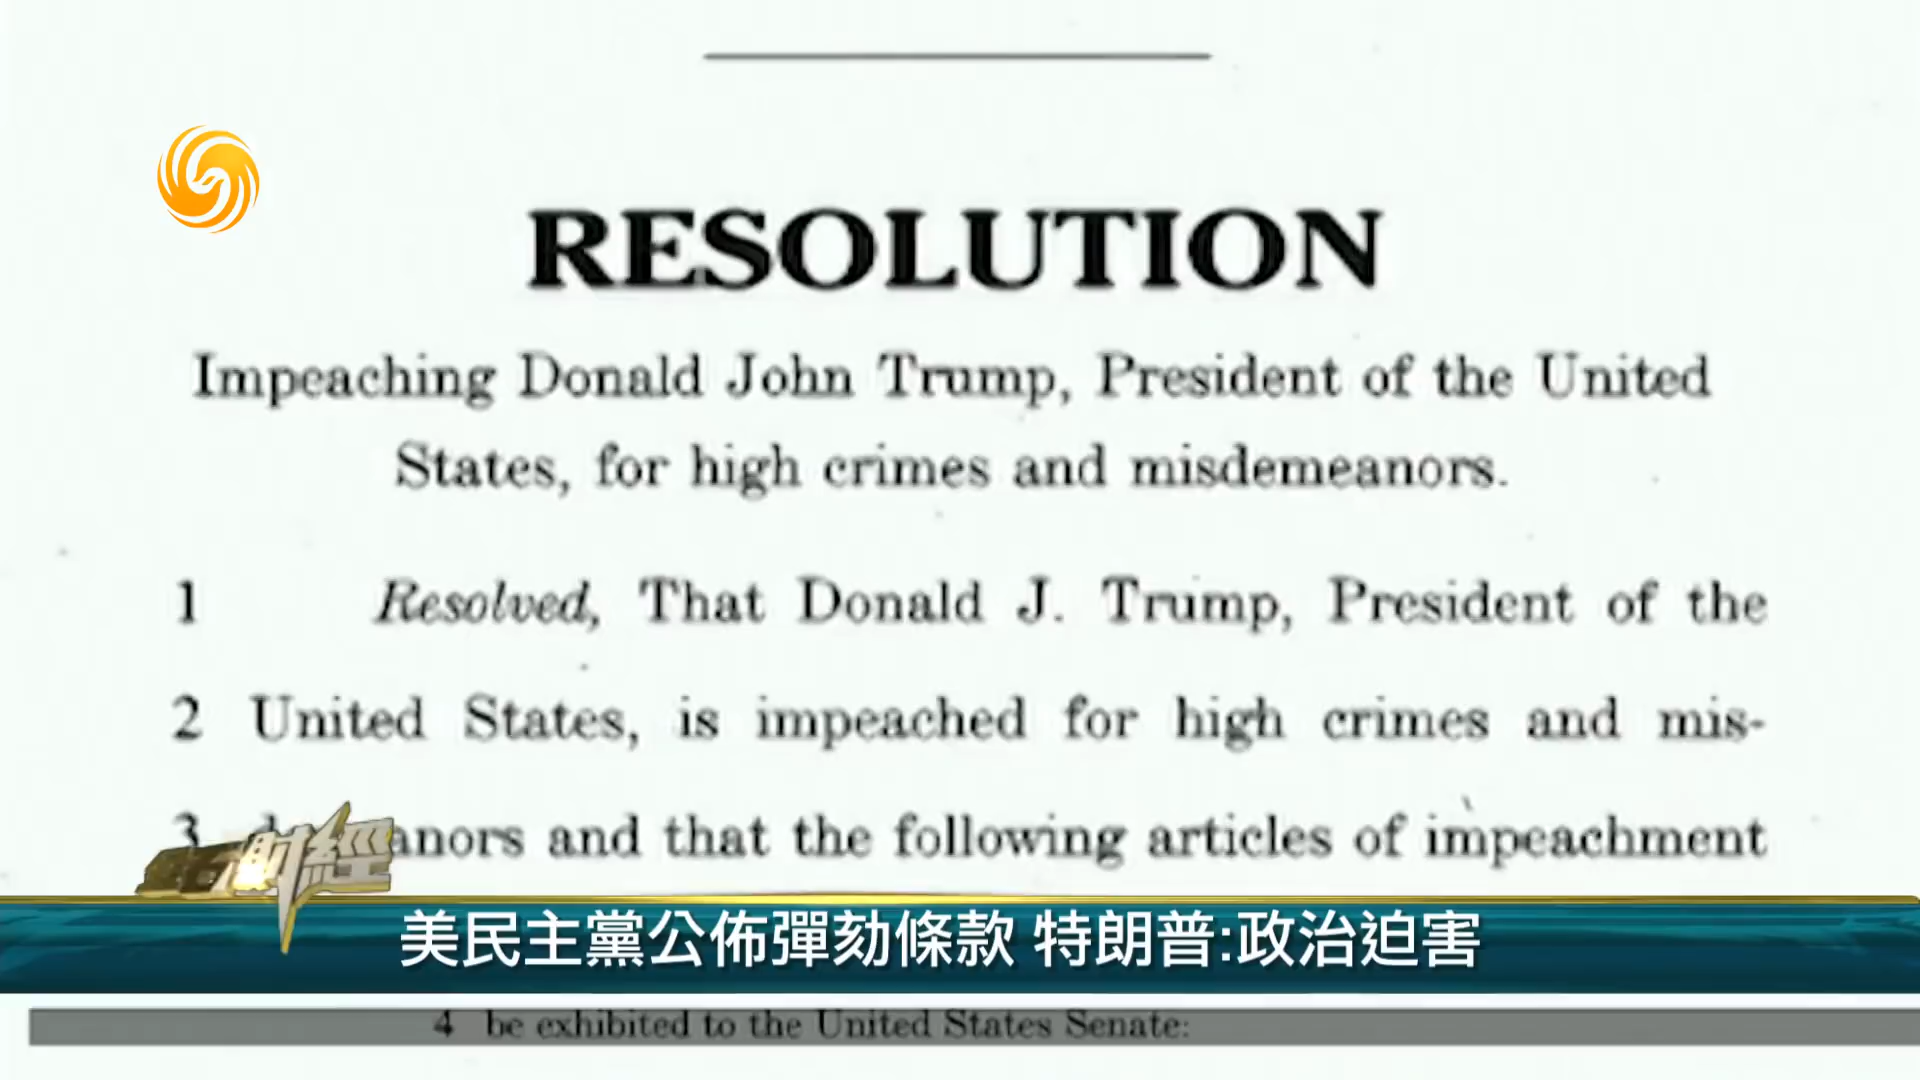 RESOLUTION
Impeaching Donald John Trump, President of the United
States, for high crimes and misdemeanors.
1 Resolved, That Donald J. Trump, President of the
2 United States, is impeached for high crimes and mis-
3 anors and that the following articles of impeachment
財經
美民主黨公佈彈劾條款 特朗普:政治迫害
4 be exhibited to the United States Senate: